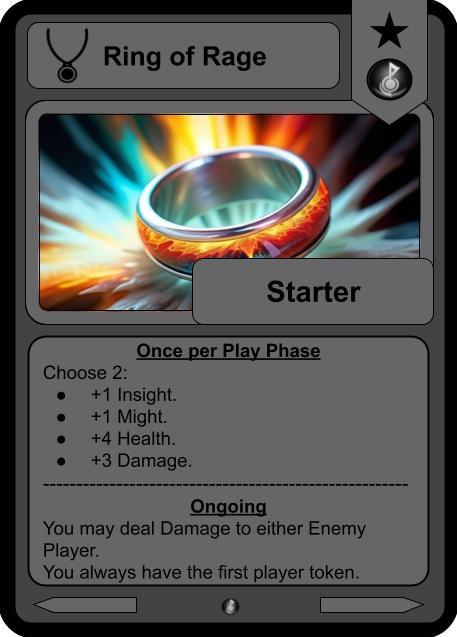 Ring of Rage
Starter
Once per Play Phase
Choose 2:
● +1 Insight.
● +1 Might.
● +4 Health.
● +3 Damage.
--------------------------------------------------------
Ongoing
You may deal Damage to either Enemy
Player.
You always have the first player token.